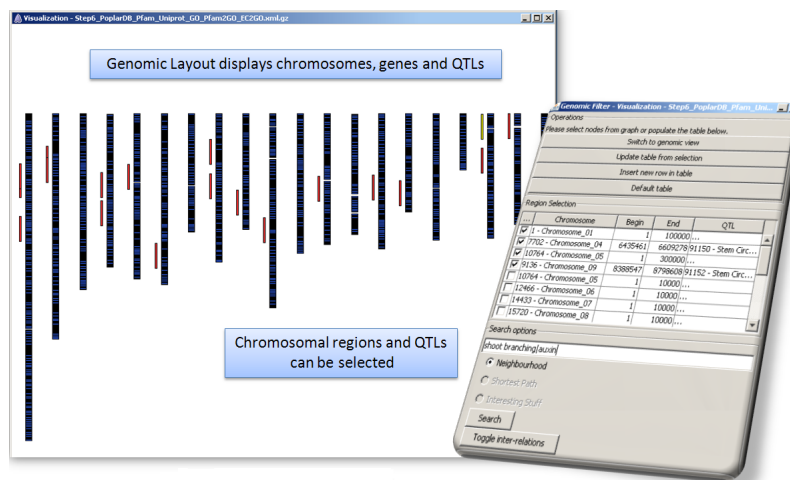 Visualization - Step6_PoplarDB_Pfam_Uniprot_GO_Pfam2GO_EC2GO.xml.gz
Genomic Layout displays chromosomes, genes and QTLs
Chromosomal regions and QTLs
can be selected
Genomic Filter - Visualization - Step6_PoplarDB_Pfam_Uni...
Operations
Please select nodes from graph or populate the table below.
Switch to genomic view
Update table from selection
Insert new row in table
Default table
Region Selection
... Chromosome Begin End QTL
1 - Chromosome_01 1 100000 ...
7702 - Chromosome_04 6435461 6609278 91150 - Stem Circ...
10764 - Chromosome_05 1 300000 ...
9136 - Chromosome_09 8388547 8798608 91152 - Stem Circ...
10764 - Chromosome_05 1 10000 ...
12466 - Chromosome_06 1 10000 ...
14433 - Chromosome_07 1 10000 ...
15720 - Chromosome_08 1 10000 ...
Search options
shoot branching|auxin
Neighbourhood
Shortest Path
Interesting Stuff
Search
Toggle inter-relations